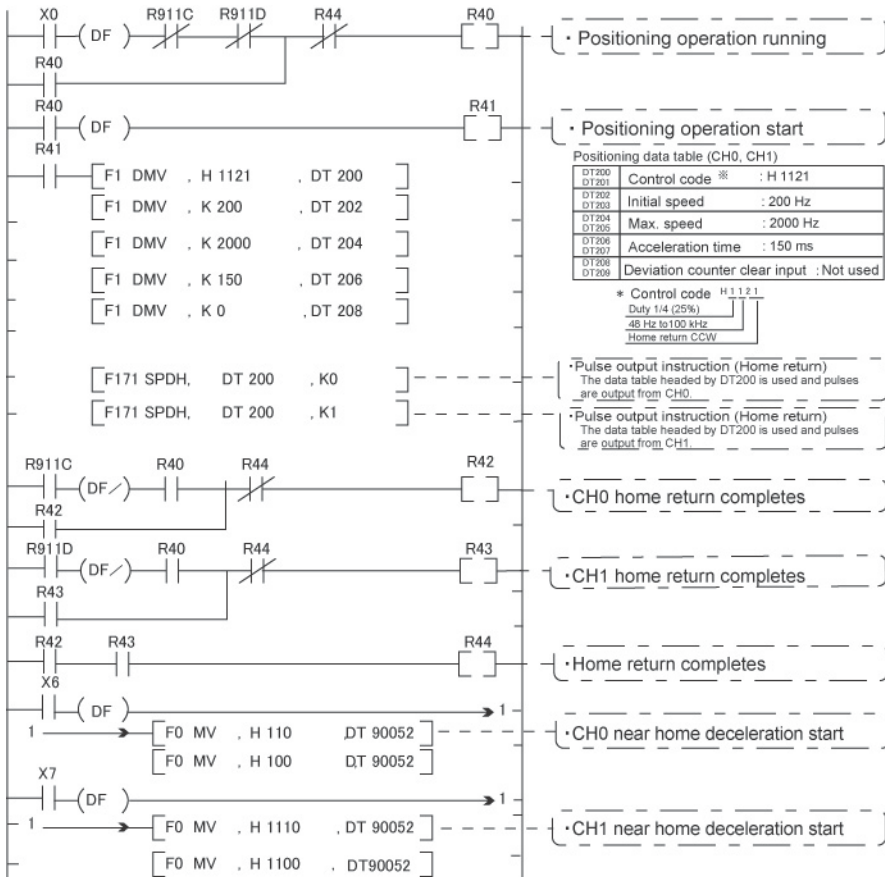 X0 R911C R911D R44 R40
( DF )
· Positioning operation running
R40
R40 R41
( DF )
· Positioning operation start
R41
Positioning data table (CH0, CH1)
F1 DMV , H 1121 , DT 200
F1 DMV , K 200 , DT 202
F1 DMV , K 2000 , DT 204
F1 DMV , K 150 , DT 206
F1 DMV , K 0 , DT 208
DT200 DT201 Control code ※ : H 1121
DT202 DT203 Initial speed : 200 Hz
DT204 DT205 Max. speed : 2000 Hz
DT206 DT207 Acceleration time : 150 ms
DT208 DT209 Deviation counter clear input : Not used
* Control code H 1 1 2 1
Duty 1/4 (25%)
48 Hz to100 kHz
Home return CCW
F171 SPDH, DT 200 , K0
·Pulse output instruction (Home return)
The data table headed by DT200 is used and pulses
are output from CH0.
F171 SPDH, DT 200 , K1
·Pulse output instruction (Home return)
The data table headed by DT200 is used and pulses
are output from CH1.
R911C R40 R44 R42
(DF/)
·CH0 home return completes
R42
R911D R40 R44 R43
(DF/)
·CH1 home return completes
R43
R42 R43 R44
·Home return completes
X6
( DF ) 1
1 F0 MV , H 110 ,DT 90052
·CH0 near home deceleration start
F0 MV , H 100 D,T 90052
X7
(DF ) 1
1 F0 MV , H 1110 , DT 90052
·CH1 near home deceleration start
F0 MV , H 1100 , DT90052